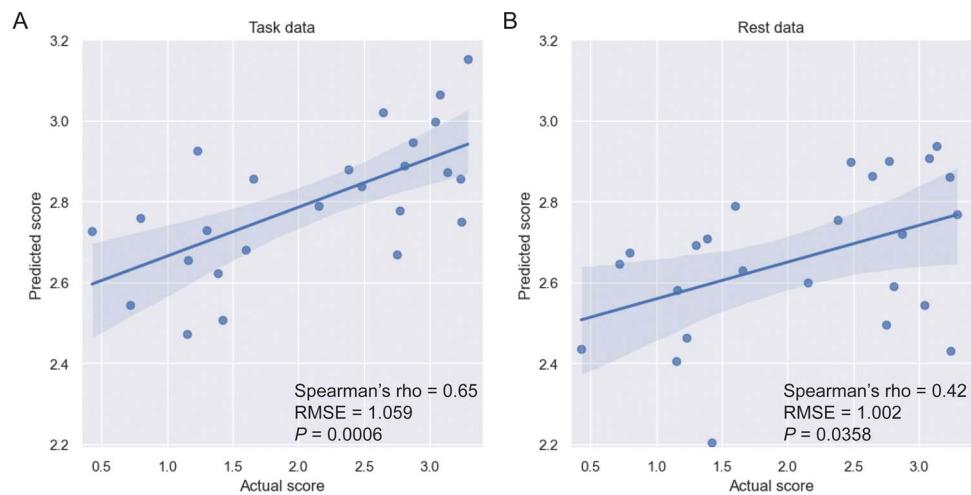 A
Task data
Predicted score
3.2
3.0
2.8
2.6
2.4
2.2
Spearman’s rho = 0.65
RMSE = 1.059
P = 0.0006
0.5 1.0 1.5 2.0 2.5 3.0
Actual score
B
Rest data
Predicted score
3.2
3.0
2.8
2.6
2.4
2.2
Spearman’s rho = 0.42
RMSE = 1.002
P = 0.0358
0.5 1.0 1.5 2.0 2.5 3.0
Actual score